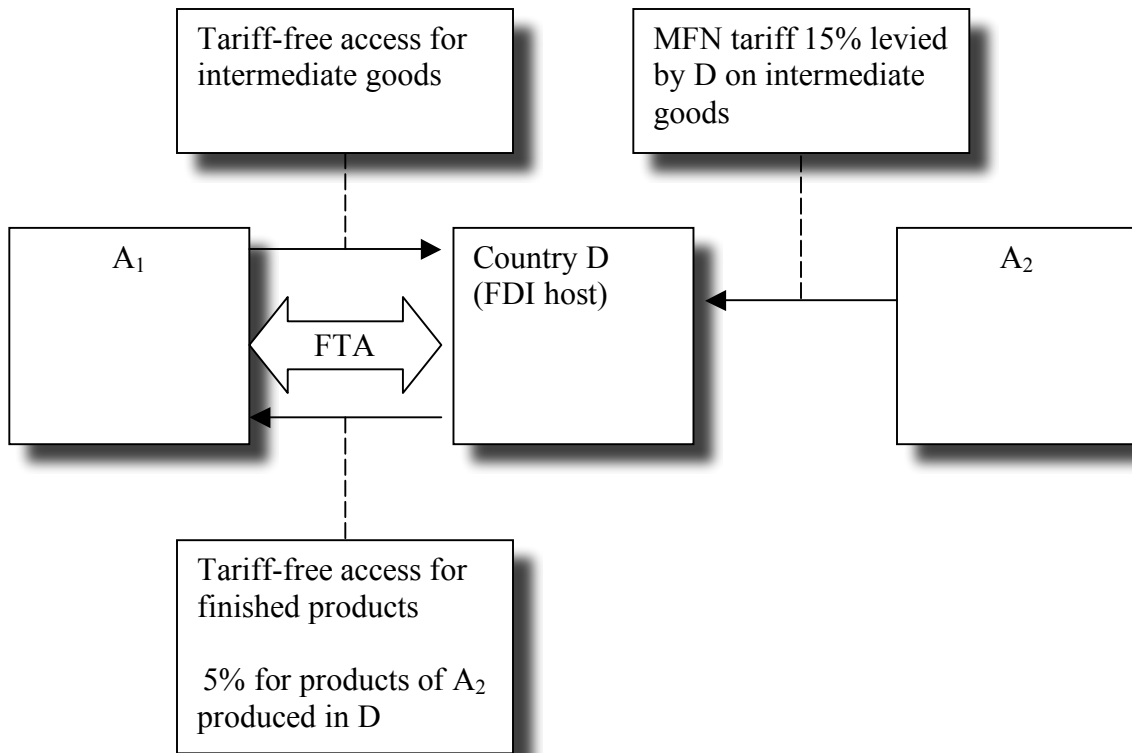 Tariff-free access for
intermediate goods
MFN tariff 15% levied
by D on intermediate
goods
A₁
Country D
(FDI host)
A₂
FTA
Tariff-free access for
finished products
5% for products of A₂
produced in D